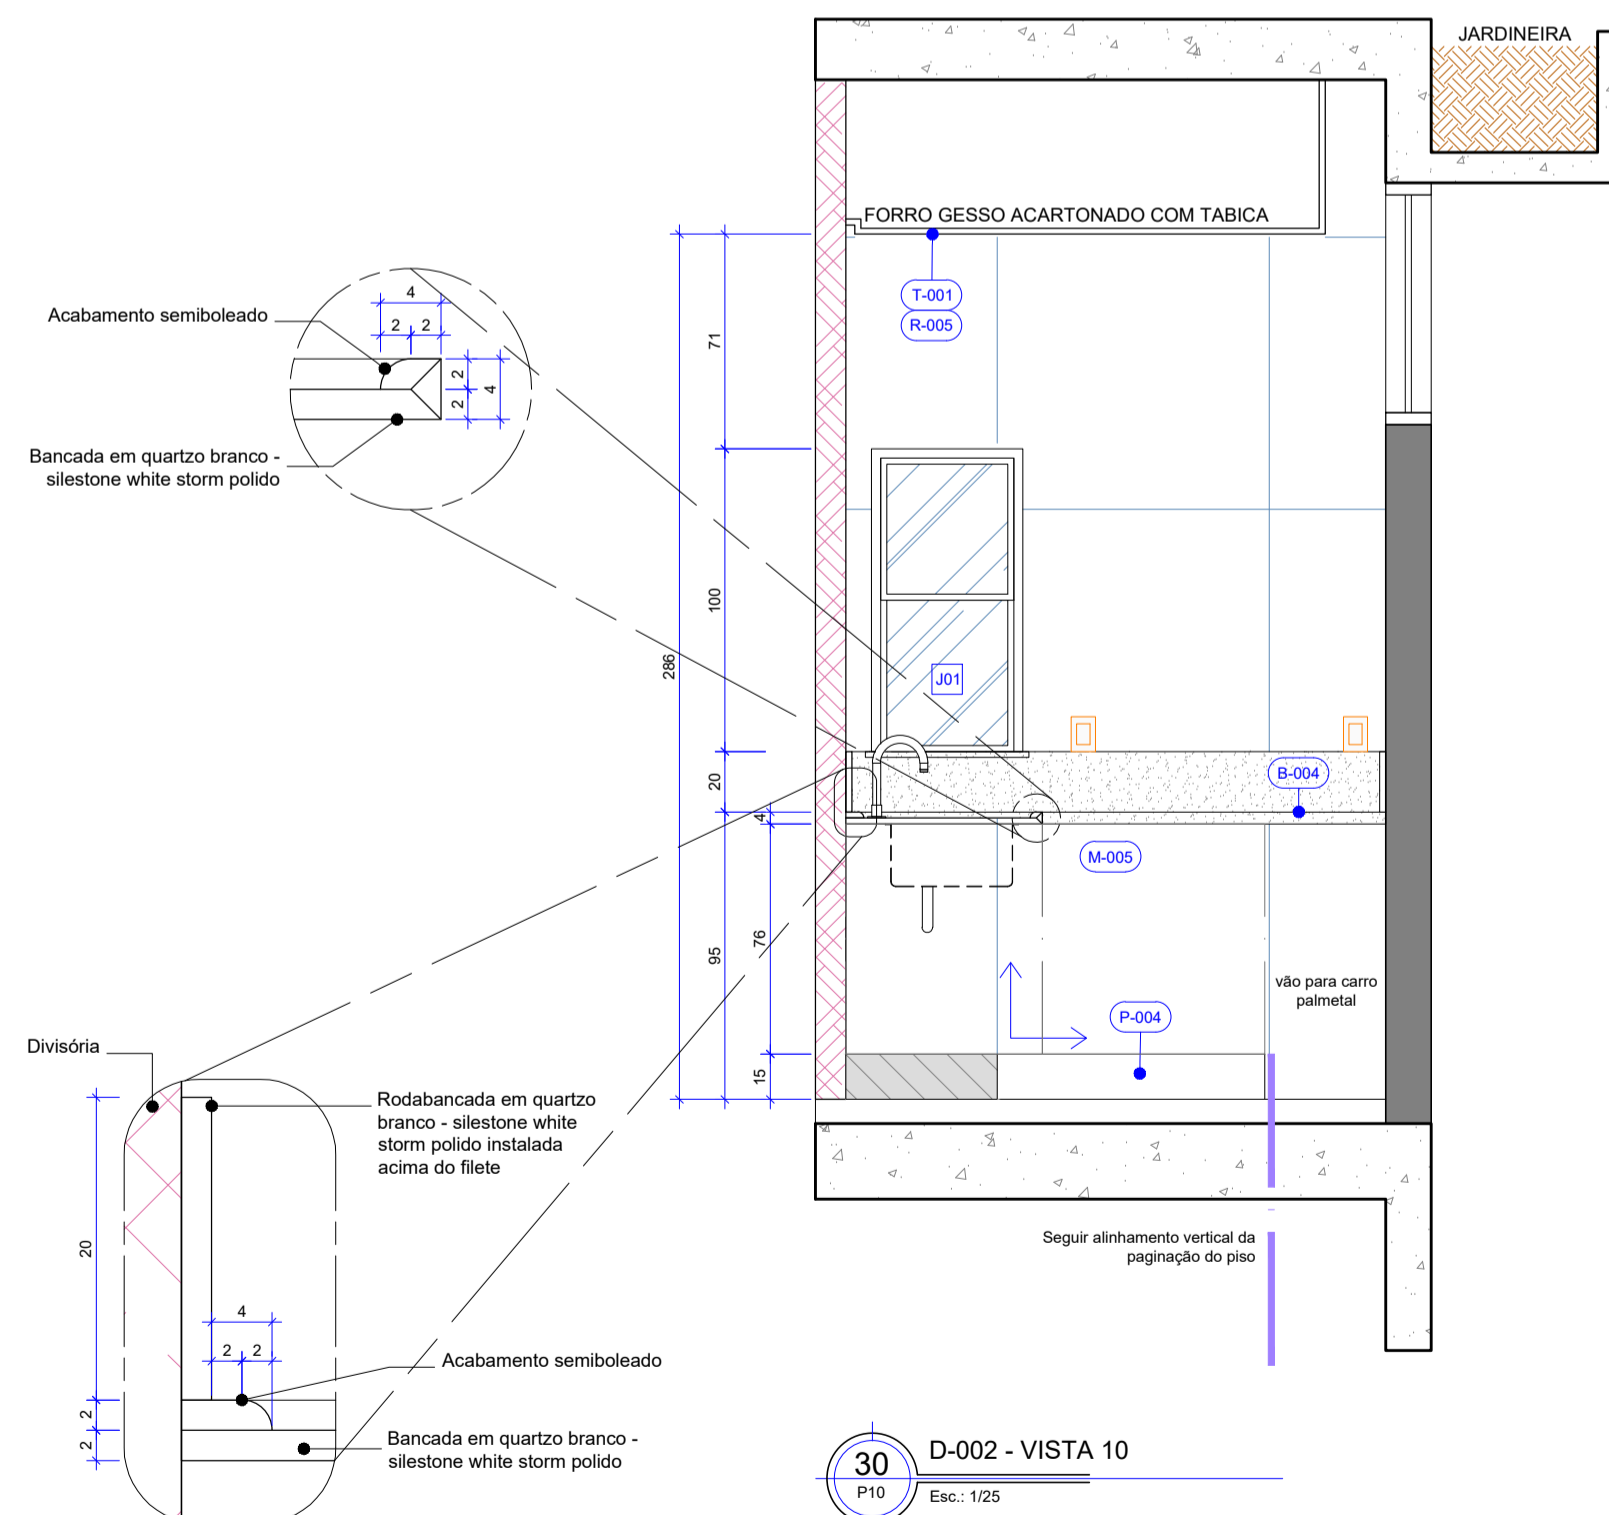 JARDINEIRA
FORRO GESSO ACARTONADO COM TABICA
T-001
R-005
4
2
2
Acabamento semiboleado
2
2
4
Bancada em quartzo branco -
silestone white storm polido
71
100
286
J01
20
B-004
4
M-005
95
76
vão para carro
palmetal
P-004
15
Divisória
Rodabancada em quartzo
branco - silestone white
storm polido instalada
acima do filete
20
4
2
2
Acabamento semiboleado
2
2
Bancada em quartzo branco -
silestone white storm polido
Seguir alinhamento vertical da
paginação do piso
30
P10
D-002 - VISTA 10
Esc.: 1/25